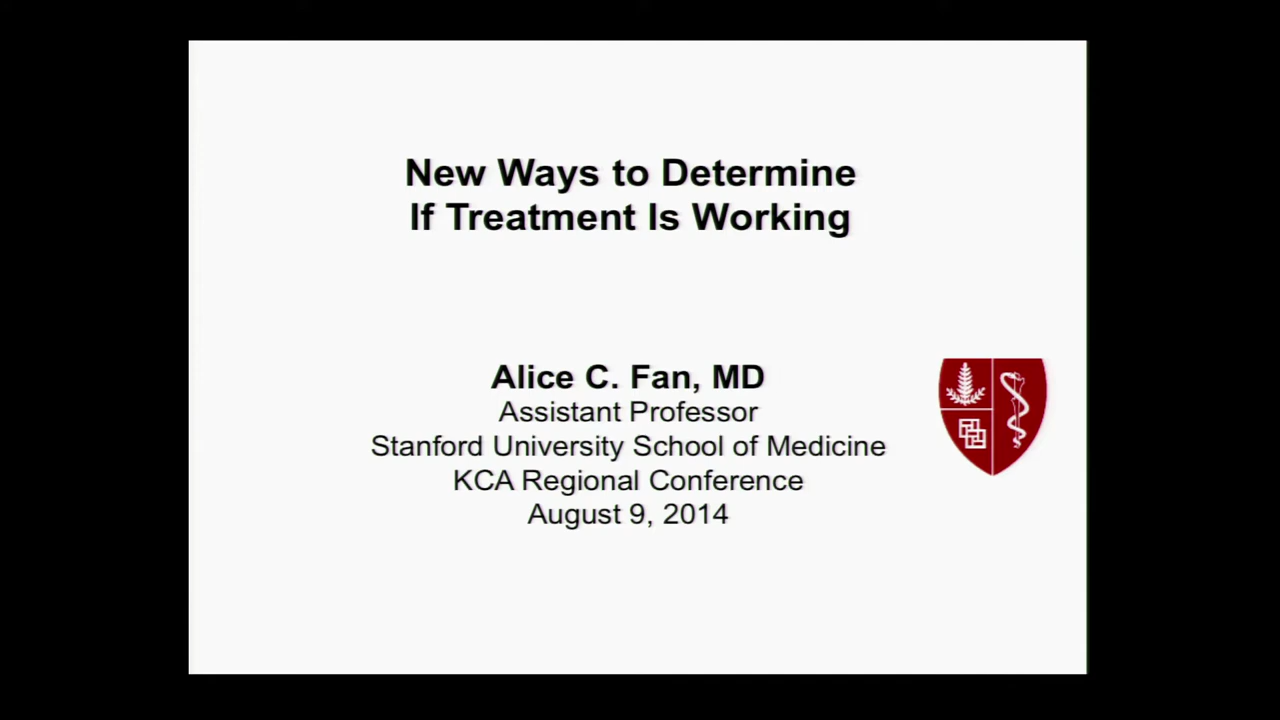 New Ways to Determine
If Treatment Is Working
Alice C. Fan, MD
Assistant Professor
Stanford University School of Medicine
KCA Regional Conference
August 9, 2014